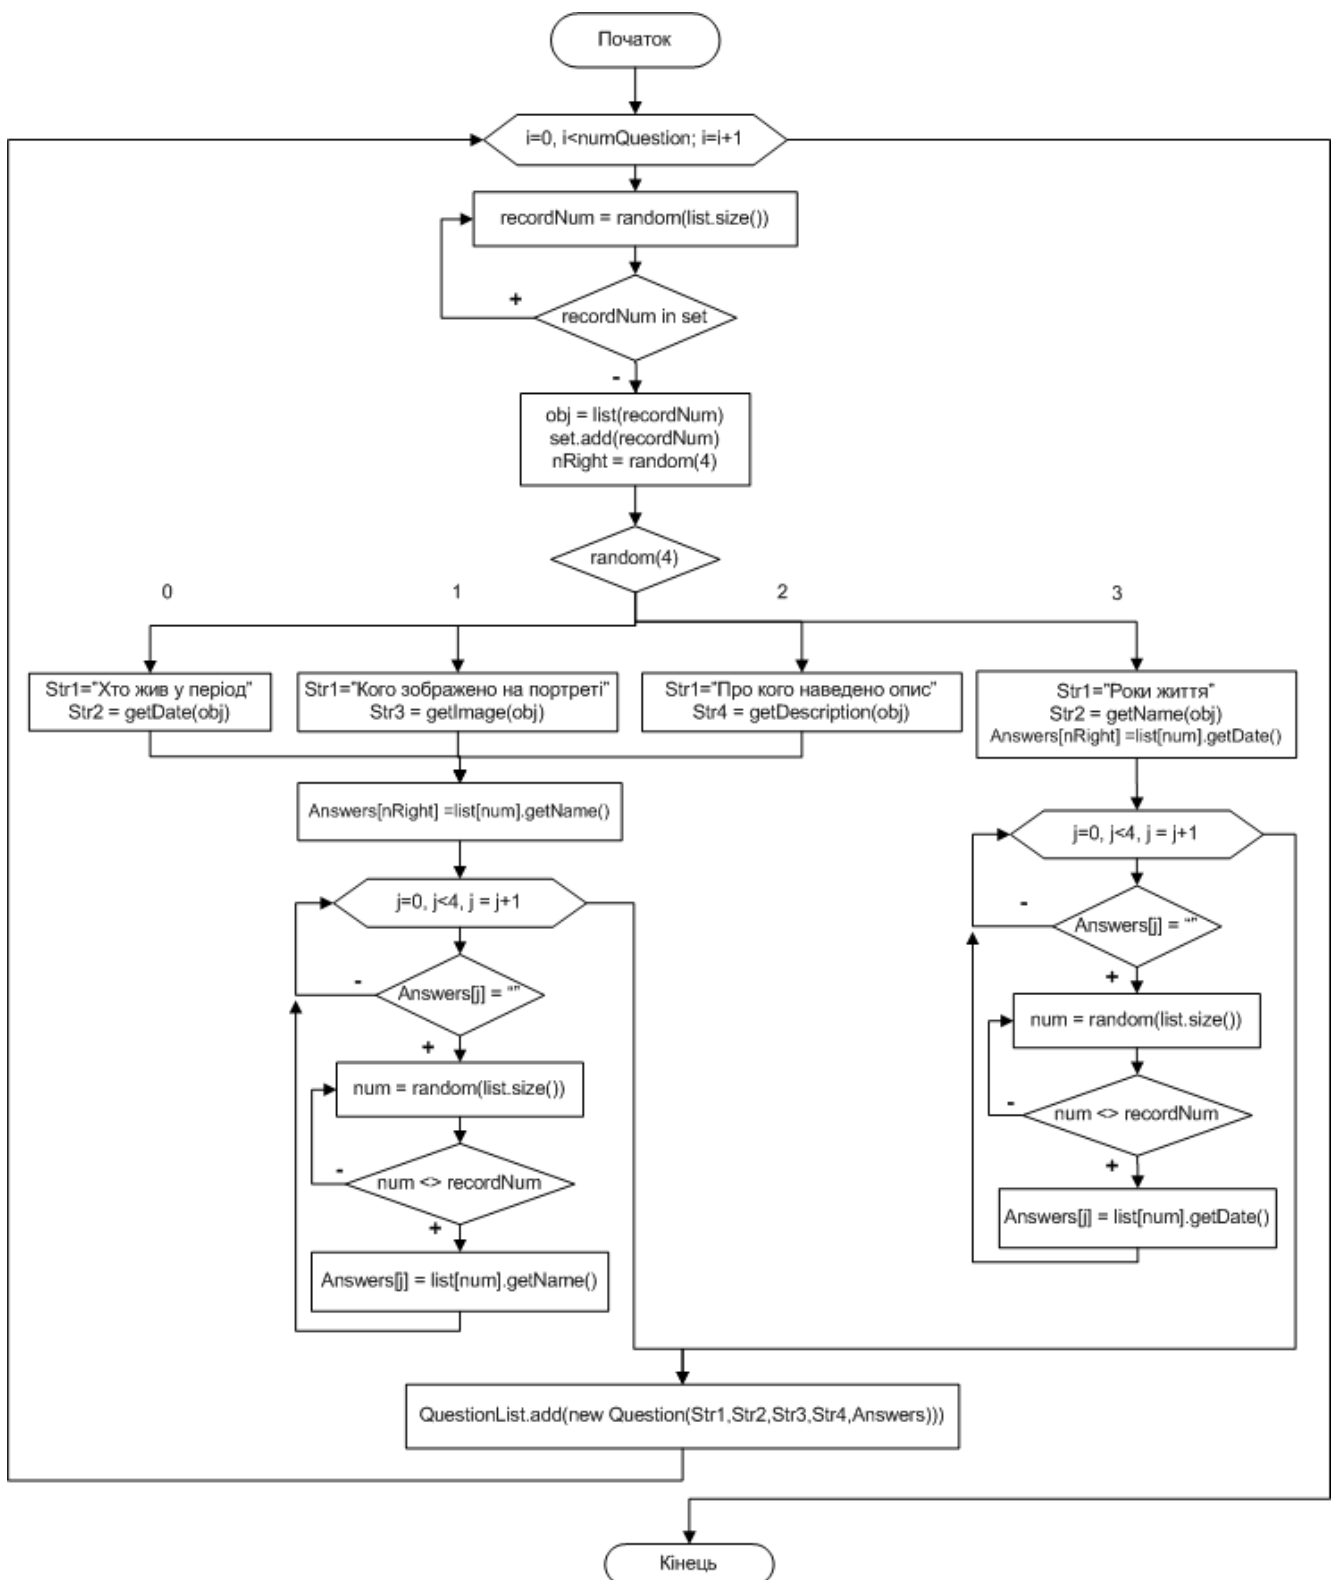 Початок
i=0, i<numQuestion; i=i+1
recordNum = random(list.size())
+
recordNum in set
-
obj = list(recordNum)
set.add(recordNum)
nRight = random(4)
random(4)
0
1
2
3
Str1="Хто жив у період"
Str2 = getDate(obj)
Str1="Кого зображено на портреті"
Str3 = getImage(obj)
Str1="Про кого наведено опис"
Str4 = getDescription(obj)
Str1="Роки життя"
Str2 = getName(obj)
Answers[nRight] =list[num].getDate()
Answers[nRight] =list[num].getName()
j=0, j<4, j = j+1
-
Answers[j] = “”
+
num = random(list.size())
-
num <> recordNum
+
Answers[j] = list[num].getName()
j=0, j<4, j = j+1
-
Answers[j] = “”
+
num = random(list.size())
-
num <> recordNum
+
Answers[j] = list[num].getDate()
QuestionList.add(new Question(Str1,Str2,Str3,Str4,Answers)))
Кінець